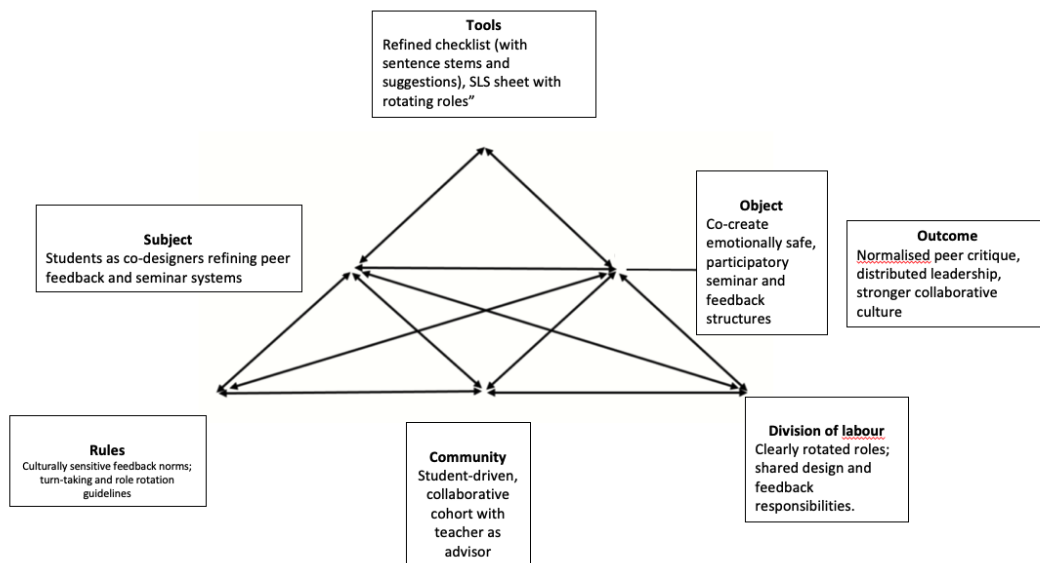 Tools
Refined checklist (with
sentence stems and
suggestions), SLS sheet with
rotating roles”
Subject
Students as co-designers refining peer
feedback and seminar systems
Object
Co-create
emotionally safe,
participatory
seminar and
feedback
structures
Outcome
Normalised peer critique,
distributed leadership,
stronger collaborative
culture
Rules
Culturally sensitive feedback norms;
turn-taking and role rotation
guidelines
Community
Student-driven,
collaborative
cohort with
teacher as
advisor
Division of labour
Clearly rotated roles;
shared design and
feedback
responsibilities.